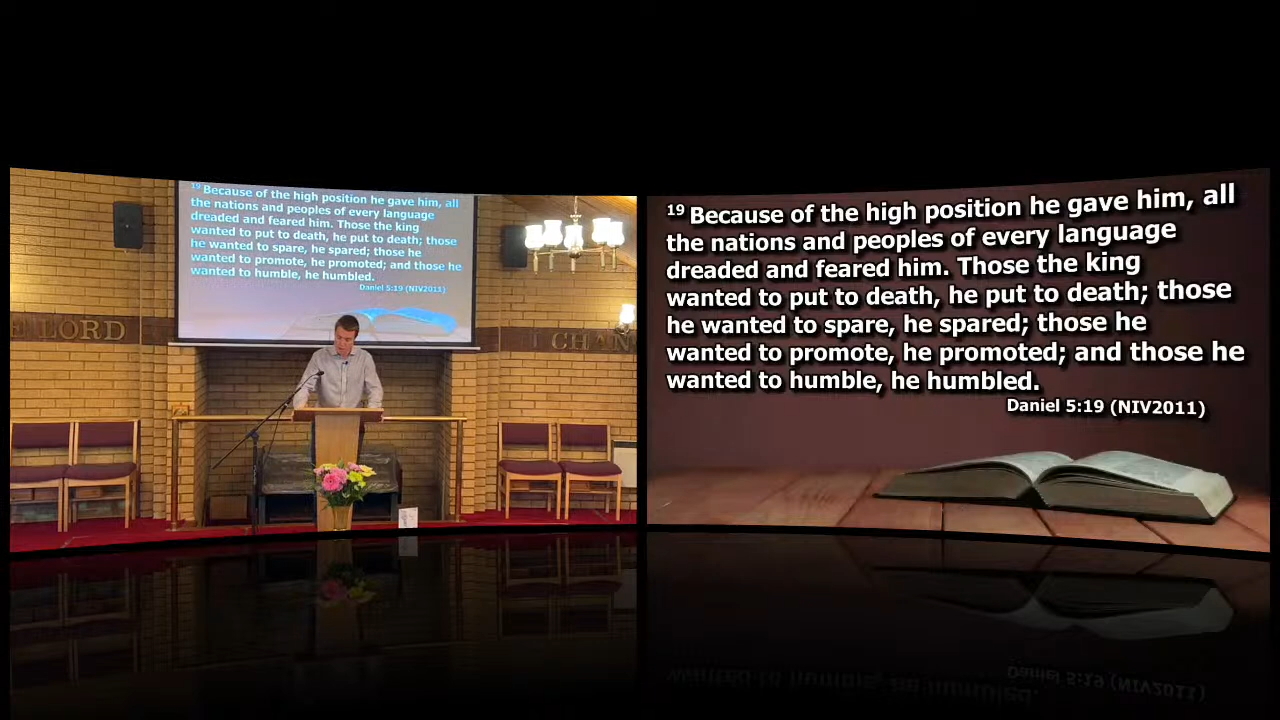 19 Because of the high position he gave him, all
the nations and peoples of every language
dreaded and feared him. Those the king
wanted to put to death, he put to death; those
he wanted to spare, he spared; those he
wanted to promote, he promoted; and those he
wanted to humble, he humbled.
Daniel 5:19 (NIV2011)
LORD
CHAN
19 Because of the high position he gave him, all
the nations and peoples of every language
dreaded and feared him. Those the king
wanted to put to death, he put to death; those
he wanted to spare, he spared; those he
wanted to promote, he promoted; and those he
wanted to humble, he humbled.
Daniel 5:19 (NIV2011)